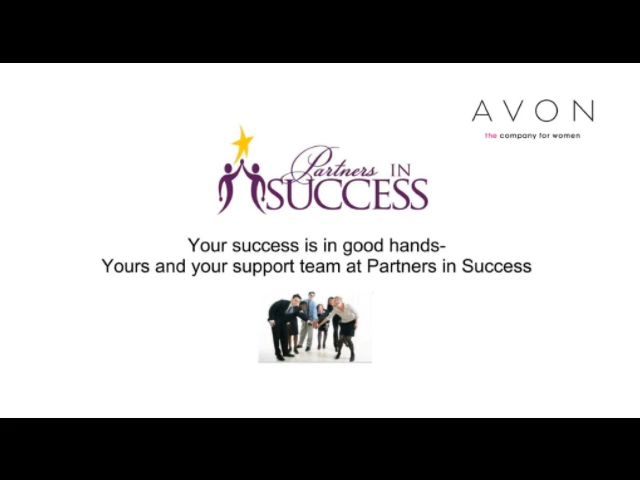 AVON
the company for women
Partners IN
SUCCESS
Your success is in good hands-
Yours and your support team at Partners in Success